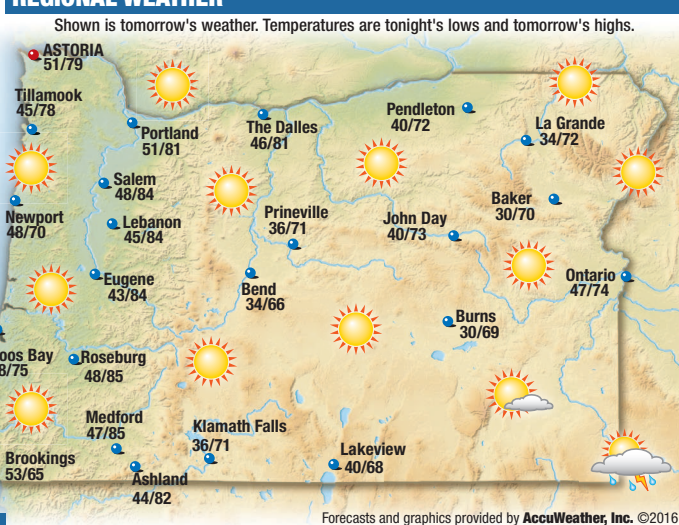 REGIONAL WEATHER
Shown is tomorrow's weather. Temperatures are tonight's lows and tomorrow's highs.
ASTORIA
51/79
Tillamook
45/78
Portland
51/81
The Dalles
46/81
Pendleton
40/72
La Grande
34/72
Salem
48/84
Newport
48/70
Lebanon
45/84
Prineville
36/71
John Day
40/73
Baker
30/70
Eugene
43/84
Bend
34/66
Ontario
47/74
Burns
30/69
oos Bay
8/75
Roseburg
48/85
Medford
47/85
Klamath Falls
36/71
Lakeview
40/68
Brookings
53/65
Ashland
44/82
Forecasts and graphics provided by AccuWeather, Inc. ©2016